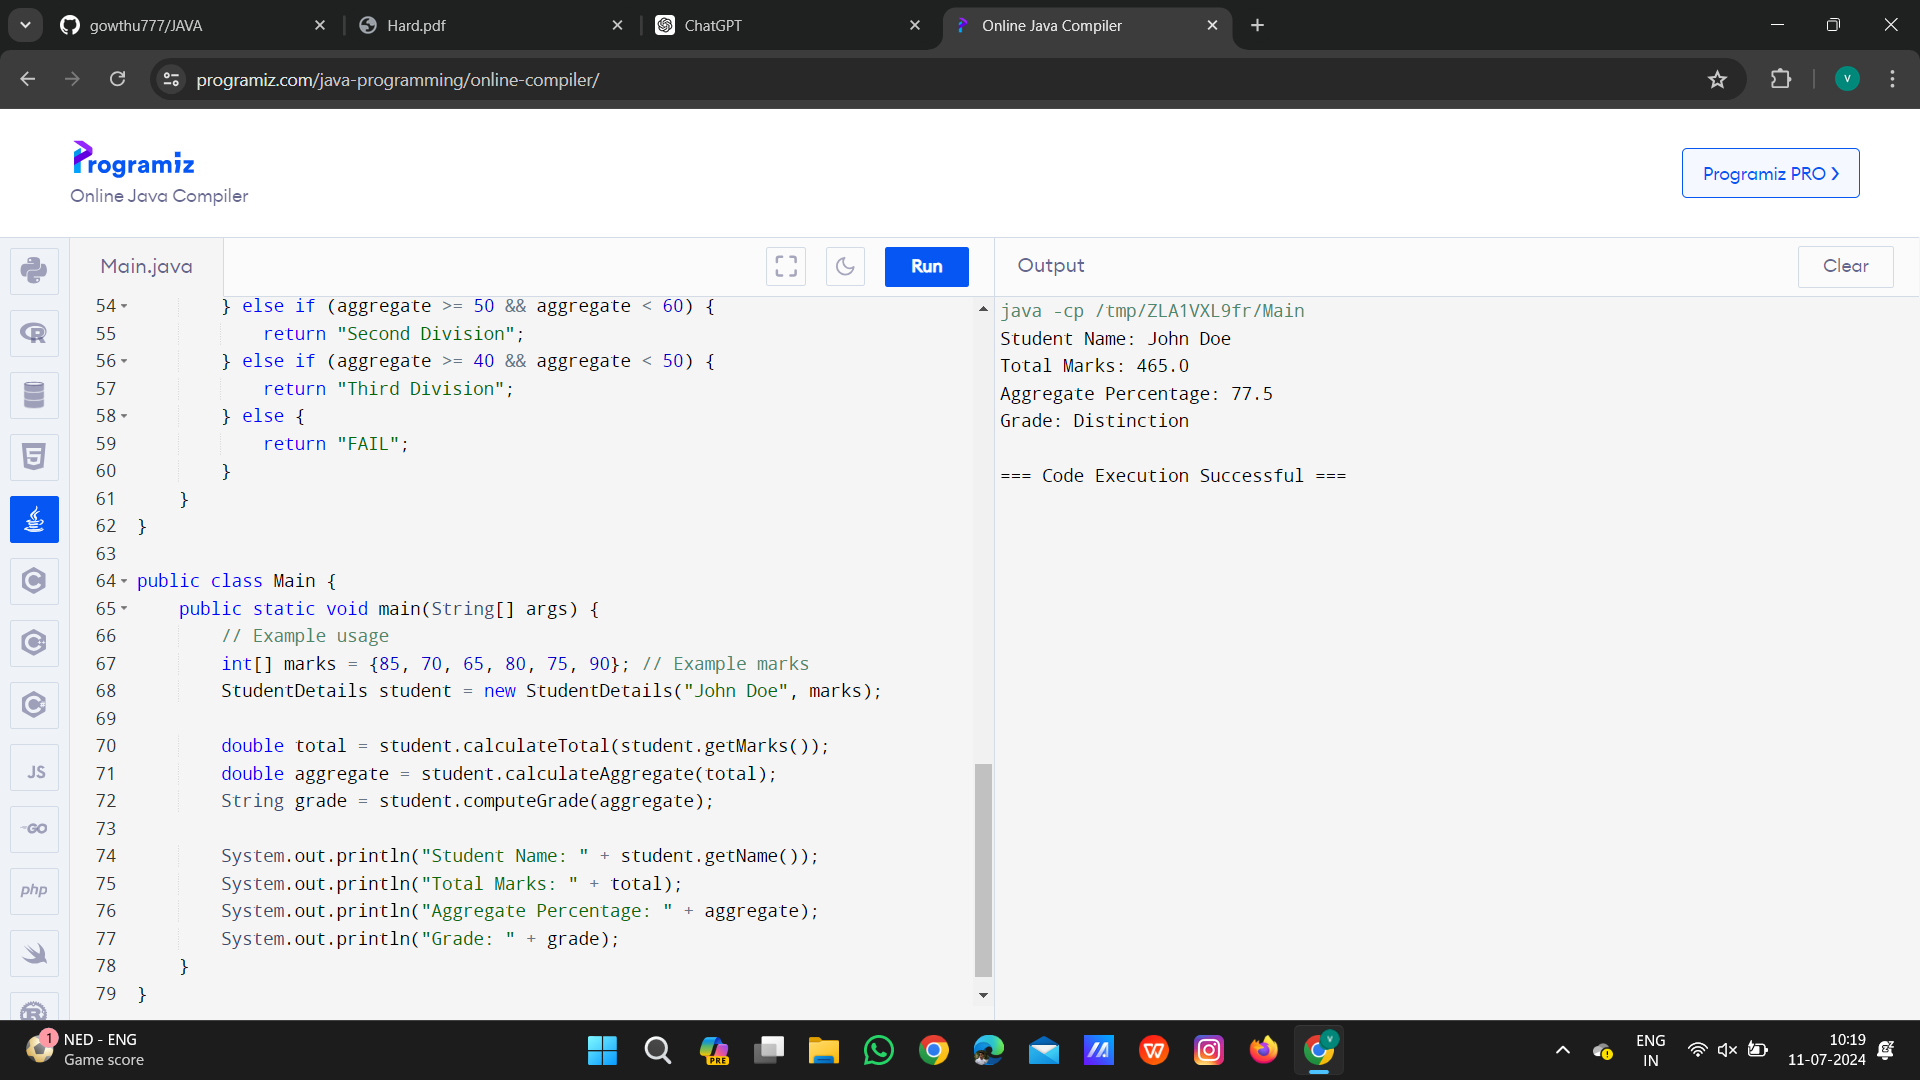 gowthu777/JAVA
Hard.pdf
ChatGPT
Online Java Compiler
programiz.com/java-programming/online-compiler/
V
Programiz
Online Java Compiler
Programiz PRO
Main.java
Run
Output
Clear
54 } else if (aggregate >= 50 && aggregate < 60) {
55 return "Second Division";
56 } else if (aggregate >= 40 && aggregate < 50) {
57 return "Third Division";
58 } else {
59 return "FAIL";
60 }
61 }
62 }
63
64 public class Main {
65 public static void main(String[] args) {
66 // Example usage
67 int[] marks = {85, 70, 65, 80, 75, 90}; // Example marks
68 StudentDetails student = new StudentDetails("John Doe", marks);
69
70 double total = student.calculateTotal(student.getMarks());
71 double aggregate = student.calculateAggregate(total);
72 String grade = student.computeGrade(aggregate);
73
74 System.out.println("Student Name: " + student.getName());
75 System.out.println("Total Marks: " + total);
76 System.out.println("Aggregate Percentage: " + aggregate);
77 System.out.println("Grade: " + grade);
78 }
79 }
java -cp /tmp/ZLA1VXL9fr/Main
Student Name: John Doe
Total Marks: 465.0
Aggregate Percentage: 77.5
Grade: Distinction
=== Code Execution Successful ===
JS
GO
php
1
NED - ENG
Game score
PRE
ENG
IN
10:19
11-07-2024